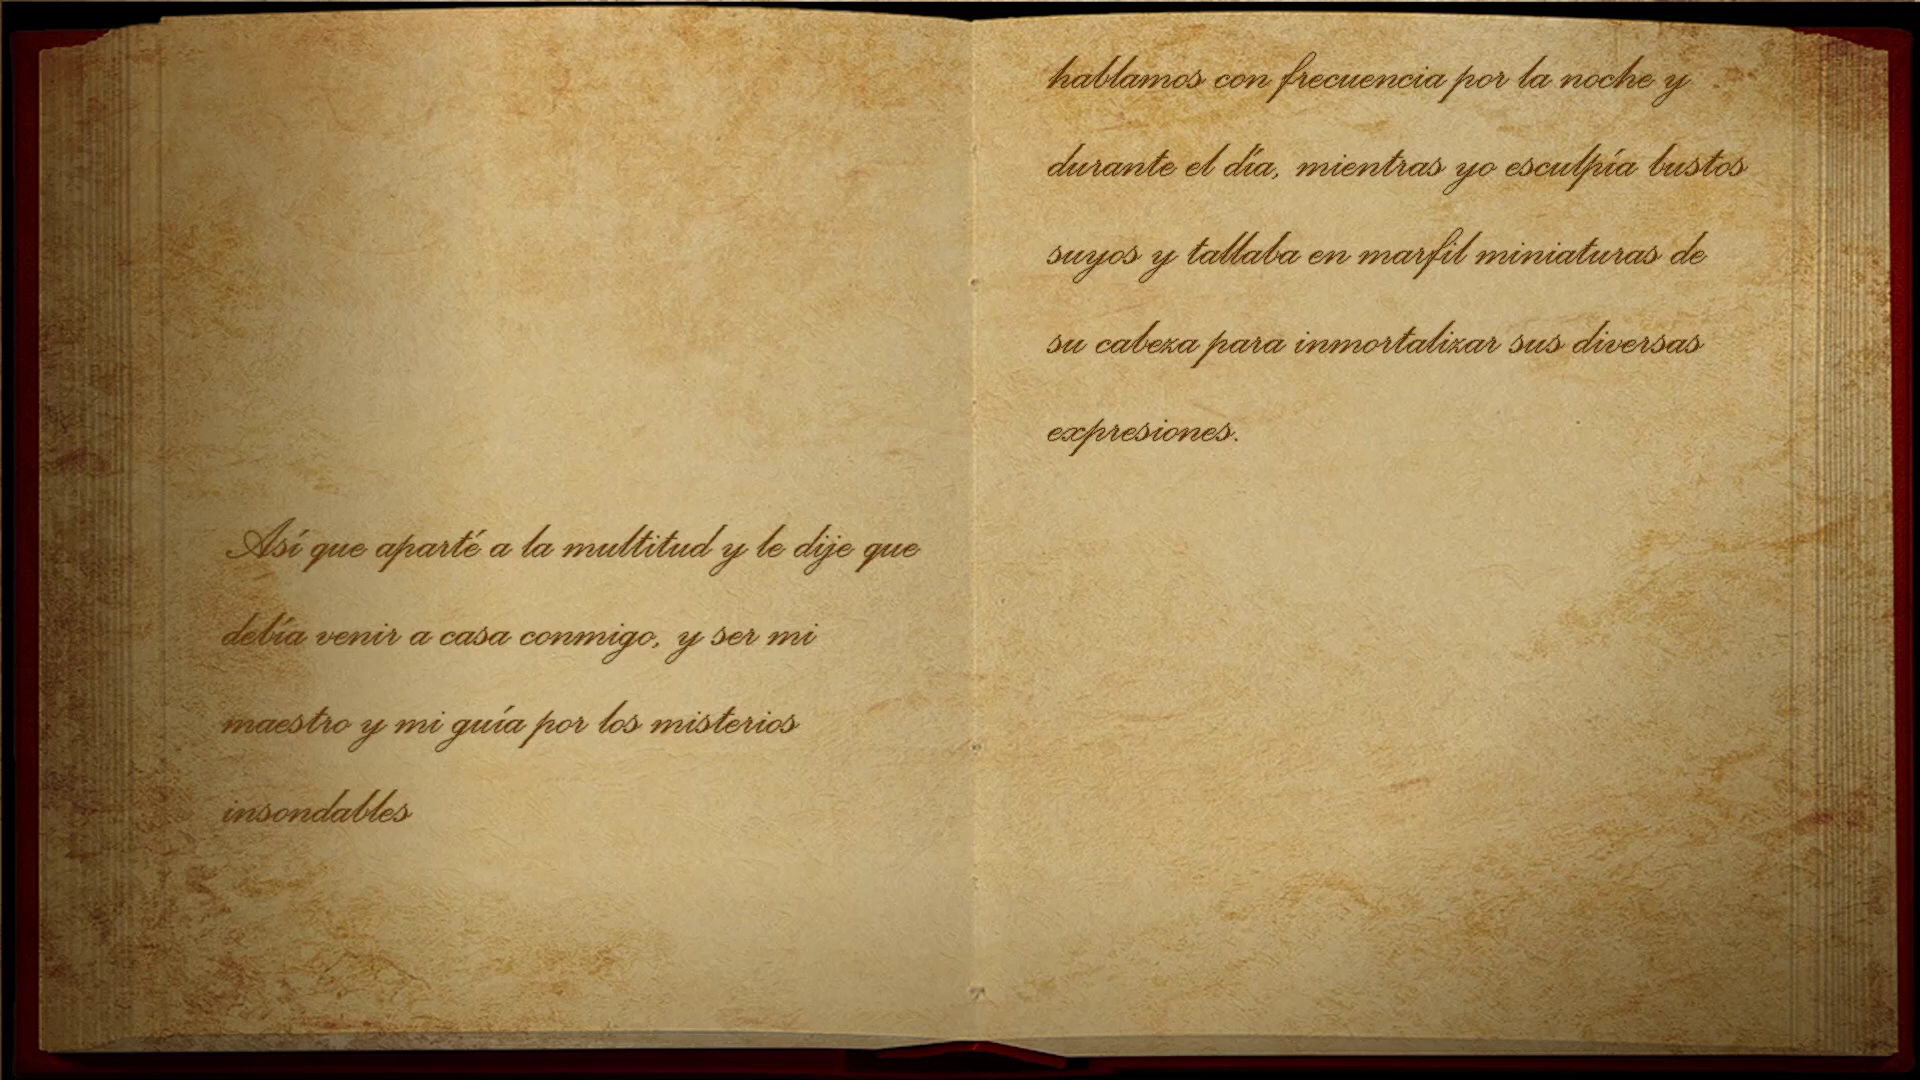 Así que aparté a la multitud y le dije que
debía venir a casa conmigo, y ser mi
maestro y mi guía por los misterios
insondables
hablamos con frecuencia por la noche y
durante el día, mientras yo esculpía bustos
suyos y tallaba en marfil miniaturas de
su cabeza para inmortalizar sus diversas
expresiones.